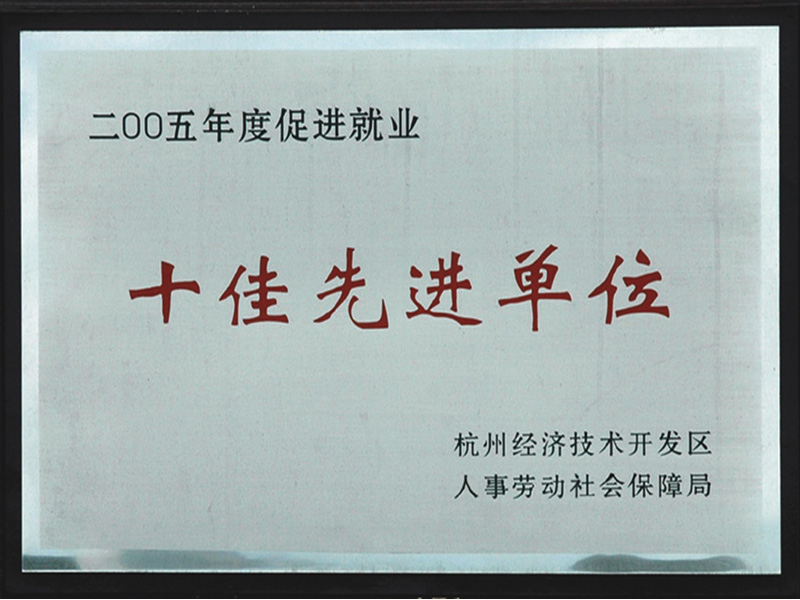 二00五年度促进就业
十佳先进单位
杭州经济技术开发区
人事劳动社会保障局